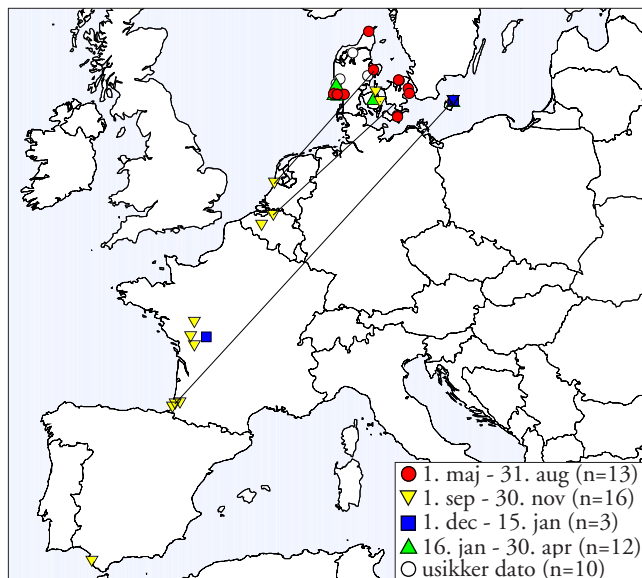 1. maj - 31. aug (n=13)
1. sep - 30. nov (n=16)
1. dec - 15. jan (n=3)
16. jan - 30. apr (n=12)
usikker dato (n=10)